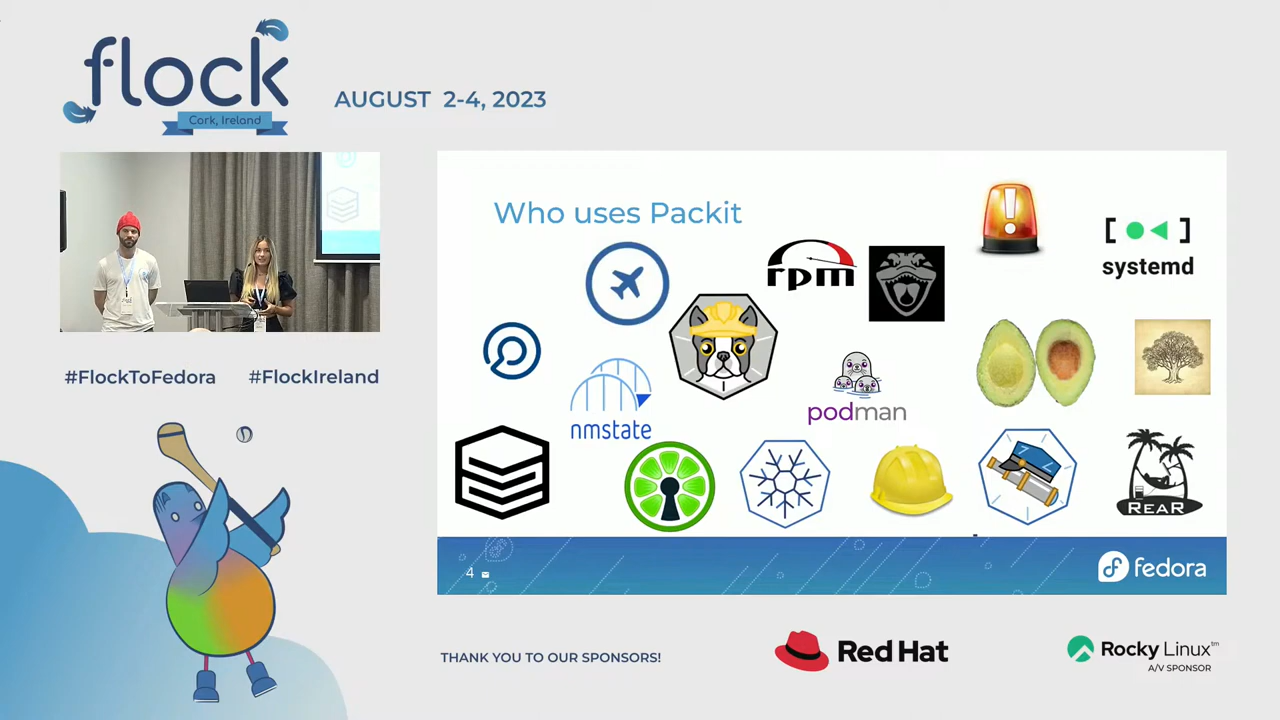 flock
Cork, Ireland
AUGUST 2-4, 2023
#FlockToFedora #FlockIreland
Who uses Packit
rpm
systemd
nmstate
podman
REAR
4
fedora
THANK YOU TO OUR SPONSORS!
Red Hat
Rocky Linux™
A/V SPONSOR